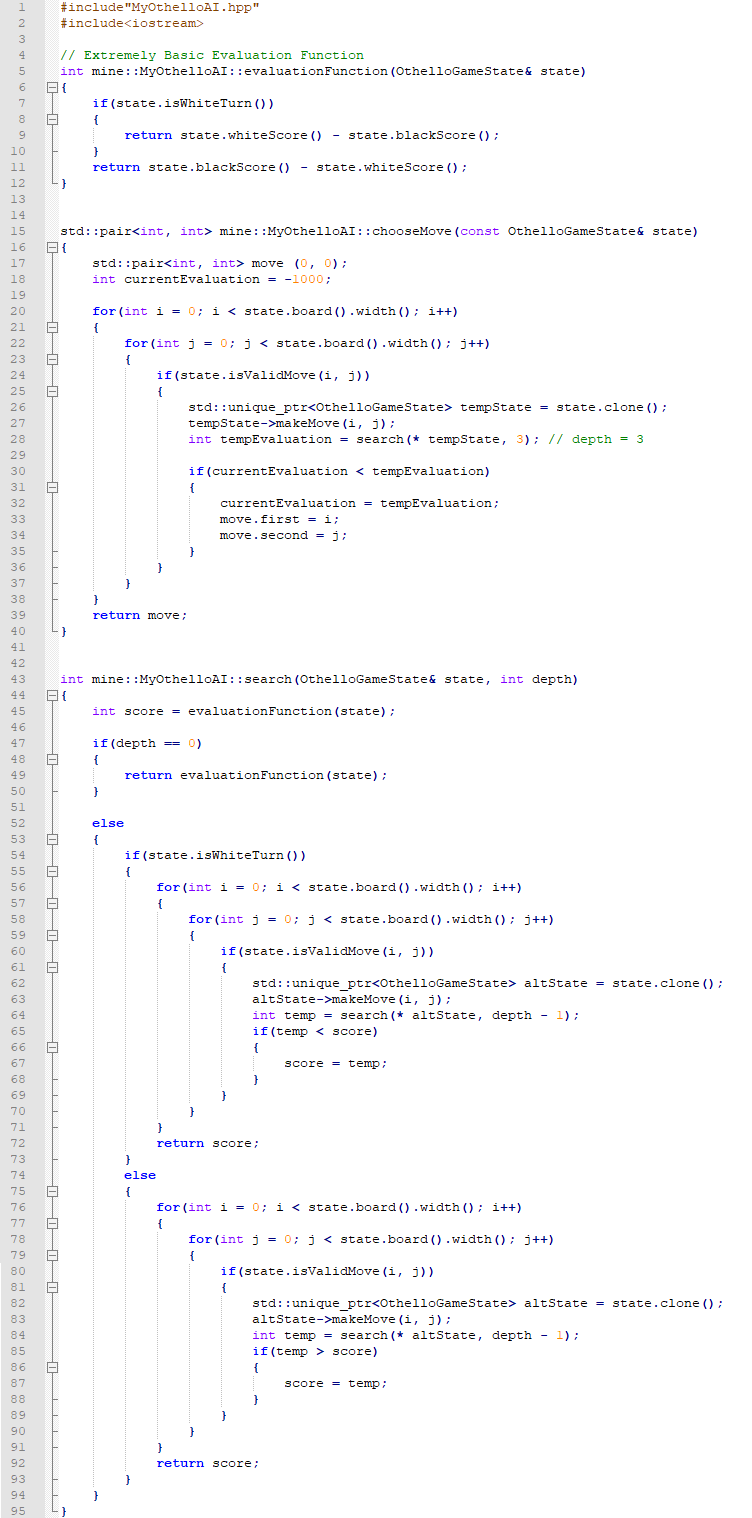 1 #include"MyOthelloAI.hpp"
2 #include<iostream>
3
4 // Extremely Basic Evaluation Function
5 int mine::MyOthelloAI::evaluationFunction(OthelloGameState& state)
6 {
7 if(state.isWhiteTurn())
8 {
9 return state.whiteScore() - state.blackScore();
10 }
11 return state.blackScore() - state.whiteScore();
12 }
13
14
15 std::pair<int, int> mine::MyOthelloAI::chooseMove(const OthelloGameState& state)
16 {
17 std::pair<int, int> move (0, 0);
18 int currentEvaluation = -1000;
19
20 for(int i = 0; i < state.board().width(); i++)
21 {
22 for(int j = 0; j < state.board().width(); j++)
23 {
24 if(state.isValidMove(i, j))
25 {
26 std::unique_ptr<OthelloGameState> tempState = state.clone();
27 tempState->makeMove(i, j);
28 int tempEvaluation = search(* tempState, 3); // depth = 3
29
30 if(currentEvaluation < tempEvaluation)
31 {
32 currentEvaluation = tempEvaluation;
33 move.first = i;
34 move.second = j;
35 }
36 }
37 }
38 }
39 return move;
40 }
41
42
43 int mine::MyOthelloAI::search(OthelloGameState& state, int depth)
44 {
45 int score = evaluationFunction(state);
46
47 if(depth == 0)
48 {
49 return evaluationFunction(state);
50 }
51
52 else
53 {
54 if(state.isWhiteTurn())
55 {
56 for(int i = 0; i < state.board().width(); i++)
57 {
58 for(int j = 0; j < state.board().width(); j++)
59 {
60 if(state.isValidMove(i, j))
61 {
62 std::unique_ptr<OthelloGameState> altState = state.clone();
63 altState->makeMove(i, j);
64 int temp = search(* altState, depth - 1);
65 if(temp < score)
66 {
67 score = temp;
68 }
69 }
70 }
71 }
72 return score;
73 }
74 else
75 {
76 for(int i = 0; i < state.board().width(); i++)
77 {
78 for(int j = 0; j < state.board().width(); j++)
79 {
80 if(state.isValidMove(i, j))
81 {
82 std::unique_ptr<OthelloGameState> altState = state.clone();
83 altState->makeMove(i, j);
84 int temp = search(* altState, depth - 1);
85 if(temp > score)
86 {
87 score = temp;
88 }
89 }
90 }
91 }
92 return score;
93 }
94 }
95 }